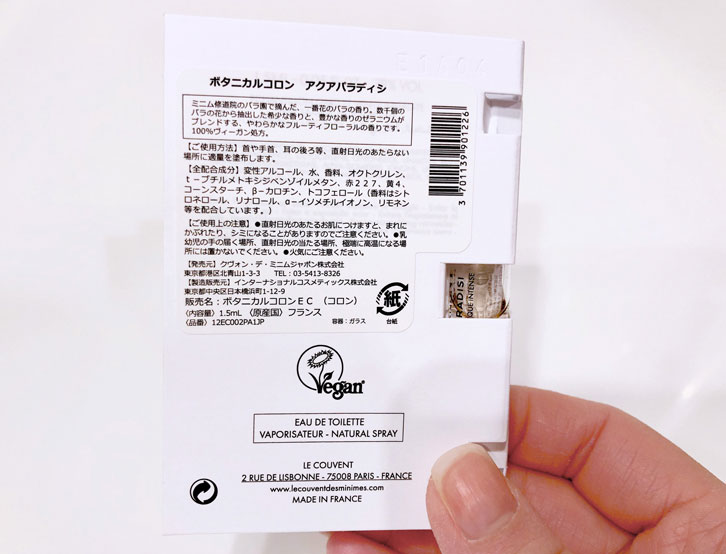 E1A04
ボタニカルコロン アクアパラディシ
ミニム修道院のバラ園で摘んだ、一番花のバラの香り。数千個の
バラの花から抽出した希少な香りと、豊かな香りのゼラニウムが
ブレンドする、やわらかなフルーティフローラルの香りです。
100%ヴィーガン処方。
【ご使用方法】首や手首、耳の後ろ等、直射日光のあたらない
場所に適量を塗布します。
【全配合成分】変性アルコール、水、香料、オクトクリレン、
t－ブチルメトキシジベンゾイルメタン、赤２２７、黄４、
コーンスターチ、β－カロチン、トコフェロール（香料はシト
ロネロール、リナロール、α－イソメチルイオノン、リモネン
等を配合しています。）
【ご使用上の注意】●直射日光のあたるお肌につけますと、まれに
かぶれたり、シミになることがありますのでご注意ください。●乳
幼児の手の届く場所、直射日光の当たる場所、極端に高温になる場
所には置かないでください。●火気にご注意ください。
【発売元】クヴォン・デ・ミニムジャポン株式会社
東京都港区北青山1-3-3 TEL：03-5413-8326
【製造販売元】インターナショナルコスメティックス株式会社
東京都中央区日本橋浜町1-12-9
販売名：ボタニカルコロンＥＣ （コロン）
〈内容量〉1.5mL 〈原産国〉フランス
〈品番〉12EC002PA1JP
容器：ガラス
紙
台紙
3 701139 901226
RADISI
QUE INTENSE
Vegan
EAU DE TOILETTE
VAPORISATEUR - NATURAL SPRAY
LE COUVENT
2 RUE DE LISBONNE - 75008 PARIS - FRANCE
www.lecouventdesminimes.com
MADE IN FRANCE